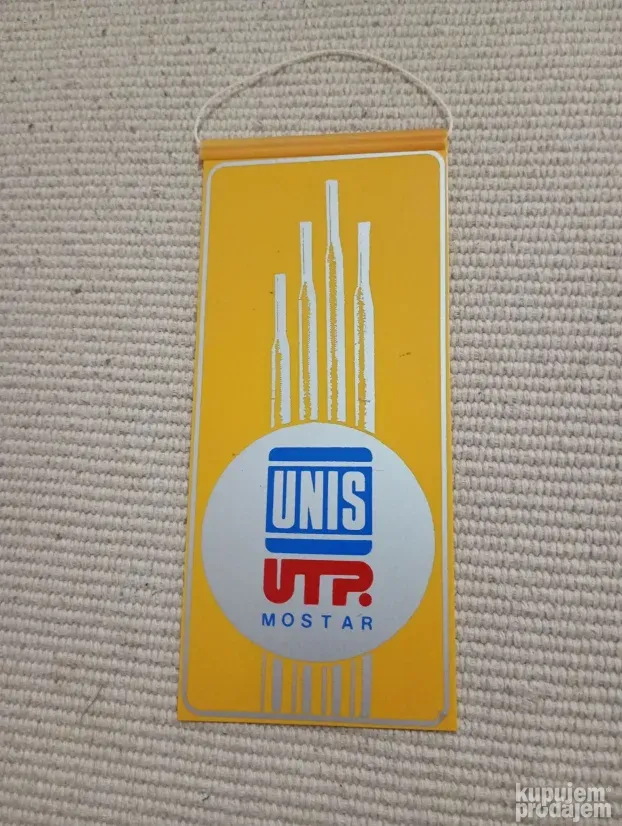 UNIS
UTP.
MOSTAR
kupujem
prodajem